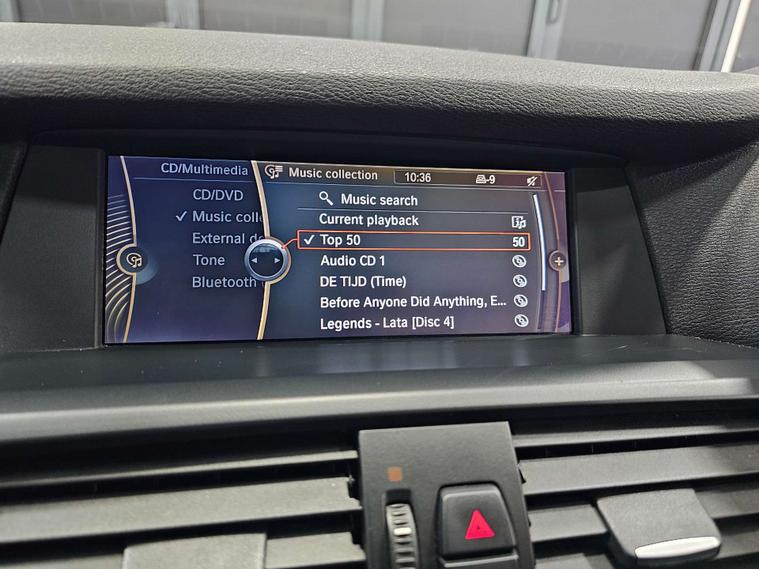 CD/Multimedia
CD/DVD
Music coll
External d
Tone
Bluetooth
Music collection
10:36
-9
Music search
Current playback
Top 50
50
Audio CD 1
DE TIJD (Time)
Before Anyone Did Anything, E...
Legends - Lata [Disc 4]